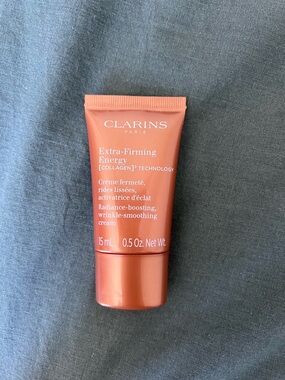 CLARINS
PARIS
Extra-Firming
Energy
[COLLAGEN]³ TECHNOLOGY
Crème fermeté,
rides lissées,
activatrice d'éclat
Radiance-boosting,
wrinkle-smoothing
cream
15 mL 0.5 Oz. Net Wt.